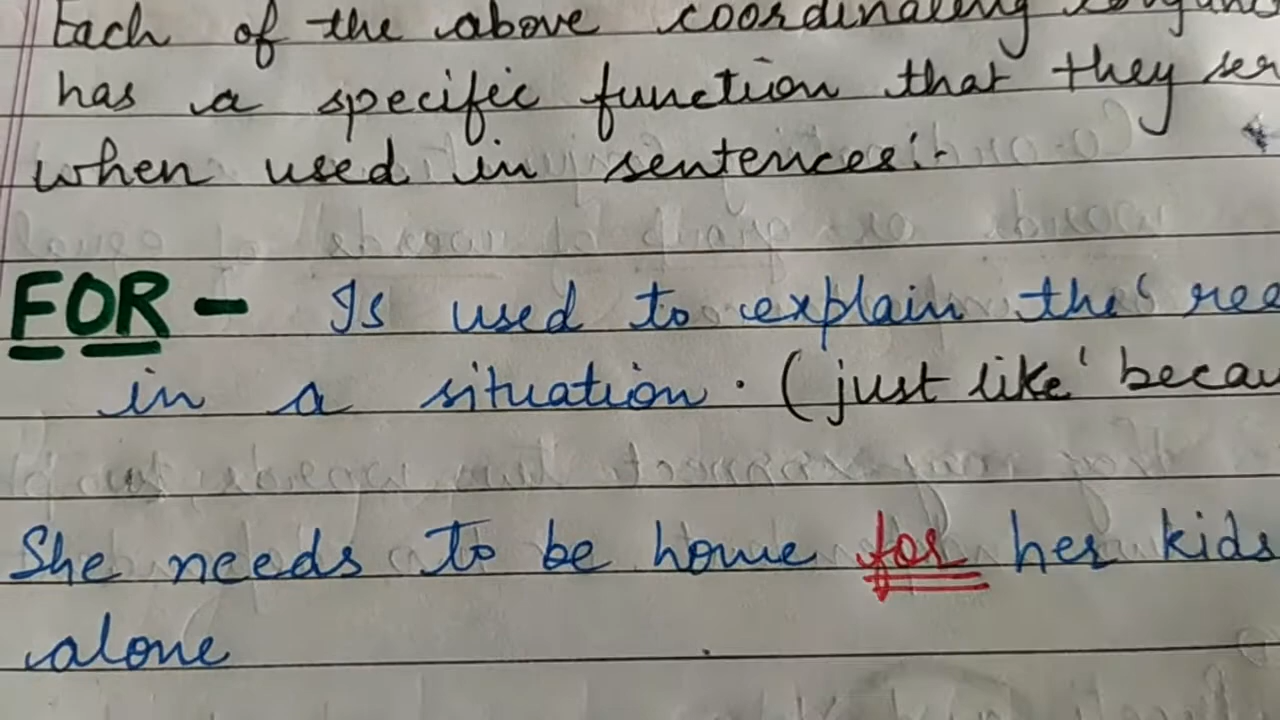 Each of the above coordinating
has a specific function that they
when used in sentences:-
FOR - Is used to explain the
in a situation. (just like '
She needs to be home for her kids
alone